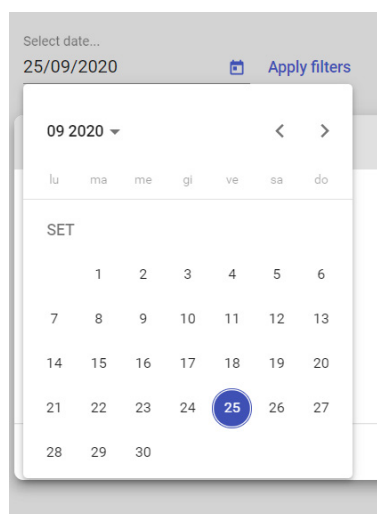 Select date...
25/09/2020 Apply filters
09 2020
lu ma me gi ve sa do
SET
1 2 3 4 5 6
7 8 9 10 11 12 13
14 15 16 17 18 19 20
21 22 23 24 25 26 27
28 29 30